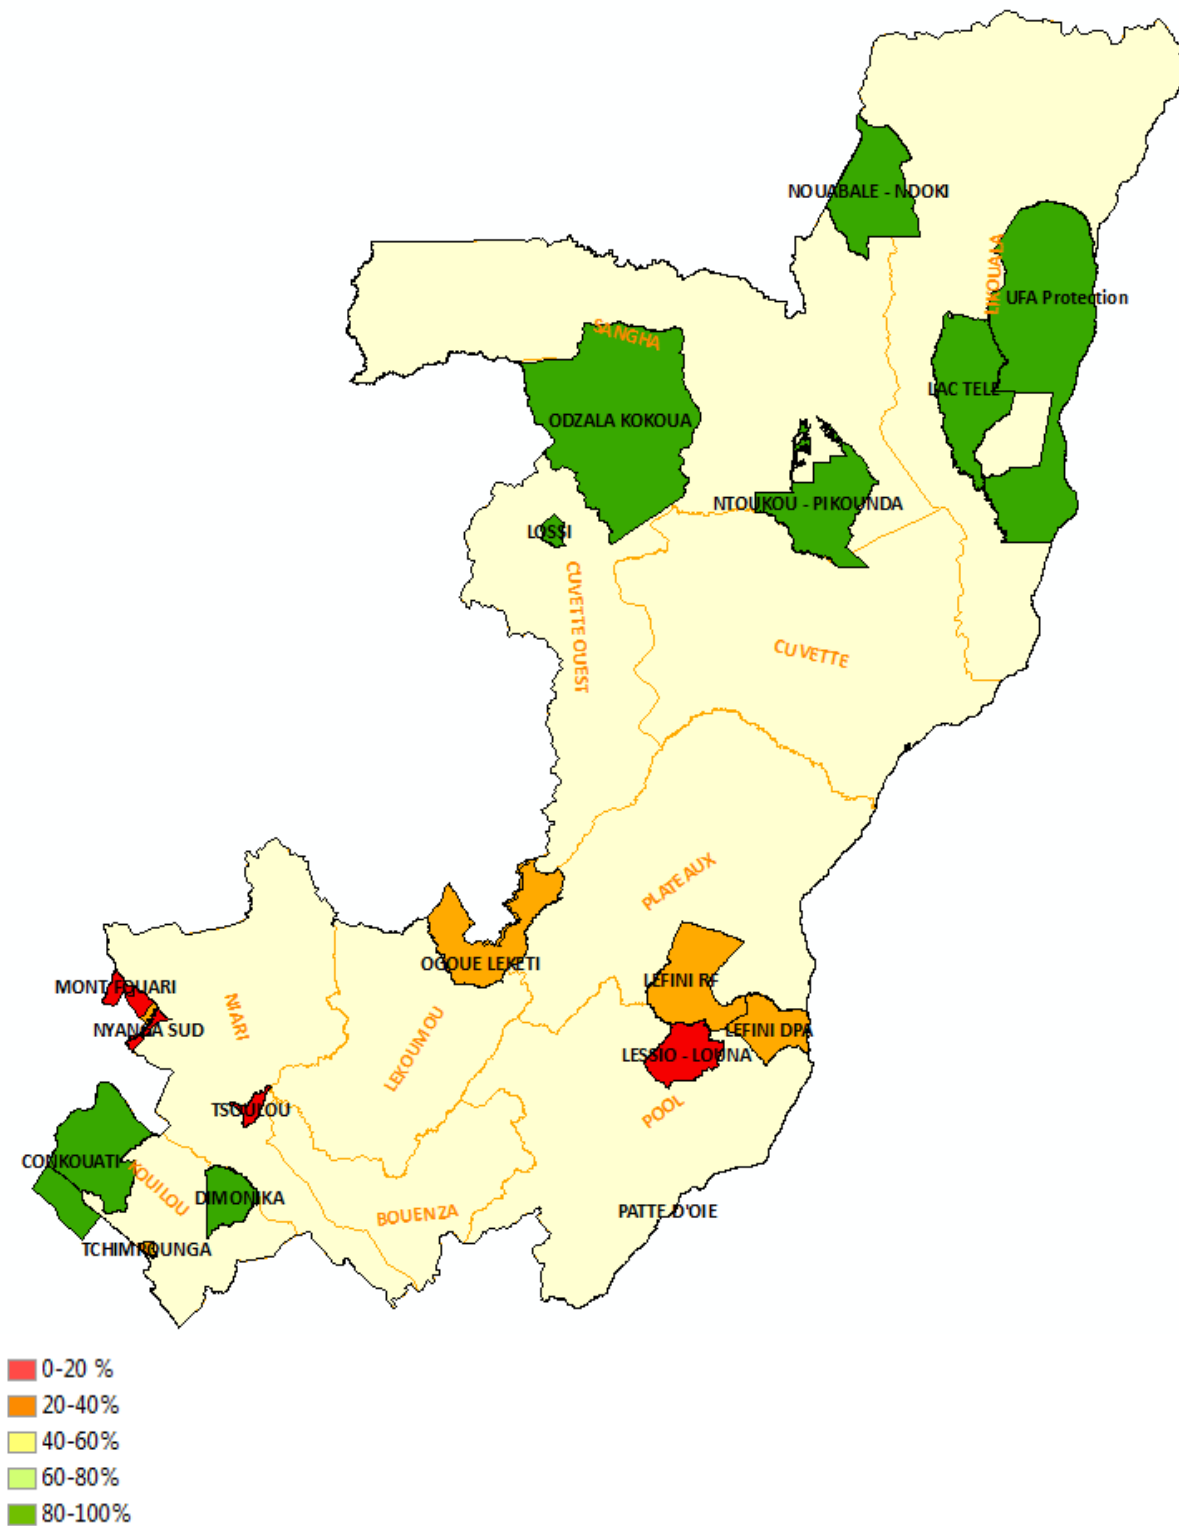 NOUABALE - NDOKI
LIKOUALA
UFA Protection
SANGHA
LAC TELE
ODZALA KOKOUA
NTOUKOU - PIKOUNDA
LOSSI
CUVETTE OUEST
CUVETTE
PLATEAUX
OGOUE LEKETI
LEFINI RF
MONT FOUARI
NIARI
NYANGA SUD
LEFINI DPA
LEKOUMOU
LESSIO - LOUNA
TSOULOU
POOL
CONKOUATI
KOUILOU
DIMONIKA
BOUENZA
PATTE D'OIE
TCHIMPOUNGA
0-20 %
20-40%
40-60%
60-80%
80-100%